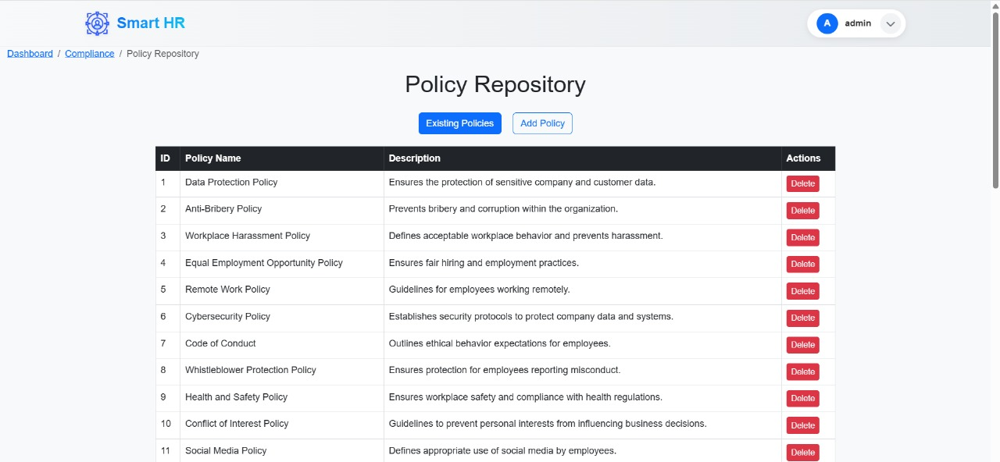 Smart HR
A admin
Dashboard / Compliance / Policy Repository
Policy Repository
Existing Policies Add Policy
ID Policy Name Description Actions
1 Data Protection Policy Ensures the protection of sensitive company and customer data. Delete
2 Anti-Bribery Policy Prevents bribery and corruption within the organization. Delete
3 Workplace Harassment Policy Defines acceptable workplace behavior and prevents harassment. Delete
4 Equal Employment Opportunity Policy Ensures fair hiring and employment practices. Delete
5 Remote Work Policy Guidelines for employees working remotely. Delete
6 Cybersecurity Policy Establishes security protocols to protect company data and systems. Delete
7 Code of Conduct Outlines ethical behavior expectations for employees. Delete
8 Whistleblower Protection Policy Ensures protection for employees reporting misconduct. Delete
9 Health and Safety Policy Ensures workplace safety and compliance with health regulations. Delete
10 Conflict of Interest Policy Guidelines to prevent personal interests from influencing business decisions. Delete
11 Social Media Policy Defines appropriate use of social media by employees. Delete